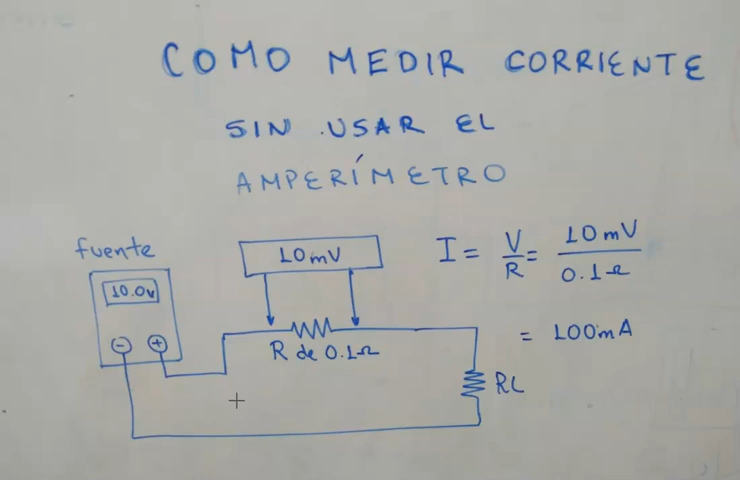 COMO MEDIR CORRIENTE
SIN USAR EL
AMPERÍMETRO
fuente
10.0v
- +
10mV
R de 0.1Ω
RL
I = V/R = 10mV/0.1Ω
= 100mA